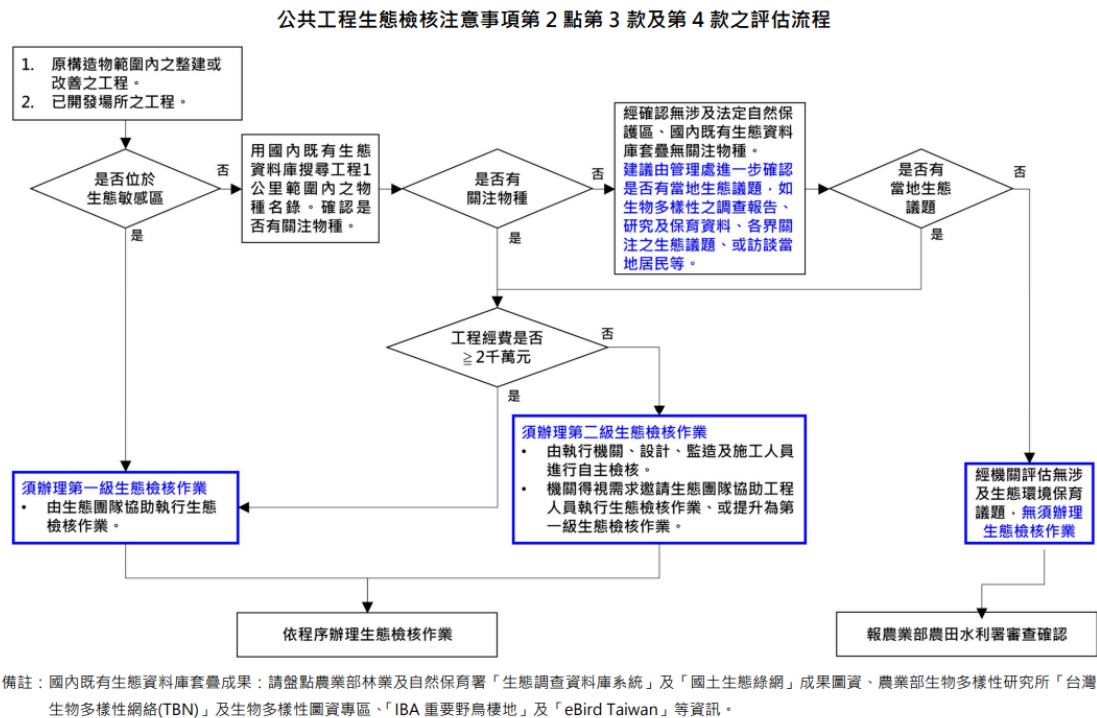 公共工程生態檢核注意事項第 2 點第 3 款及第 4 款之評估流程
1. 原構造物範圍內之整建或
改善之工程。
2. 已開發場所之工程。
是否位於
生態敏感區
否
是
用國內既有生態
資料庫搜尋工程1
公里範圍內之物
種名錄。確認是
否有關注物種。
是否有
關注物種
否
是
經確認無涉及法定自然保
護區、國內既有生態資料
庫套疊無關注物種。
建議由管理處進一步確認
是否有當地生態議題，如
生物多樣性之調查報告、
研究及保育資料、各界關
注之生態議題、或訪談當
地居民等。
是否有
當地生態
議題
否
是
工程經費是否
≧2千萬元
否
是
須辦理第一級生態檢核作業
• 由生態團隊協助執行生態
檢核作業。
須辦理第二級生態檢核作業
• 由執行機關、設計、監造及施工人員
進行自主檢核。
• 機關得視需求邀請生態團隊協助工程
人員執行生態檢核作業、或提升為第
一級生態檢核作業。
經機關評估無涉
及生態環境保育
議題，無須辦理
生態檢核作業
依程序辦理生態檢核作業
報農業部農田水利署審查確認
備註：國內既有生態資料庫套疊成果：請盤點農業部林業及自然保育署「生態調查資料庫系統」及「國土生態綠網」成果圖資、農業部生物多樣性研究所「台灣
生物多樣性網絡(TBN)」及生物多樣性圖資專區、「IBA 重要野鳥棲地」及「eBird Taiwan」等資訊。